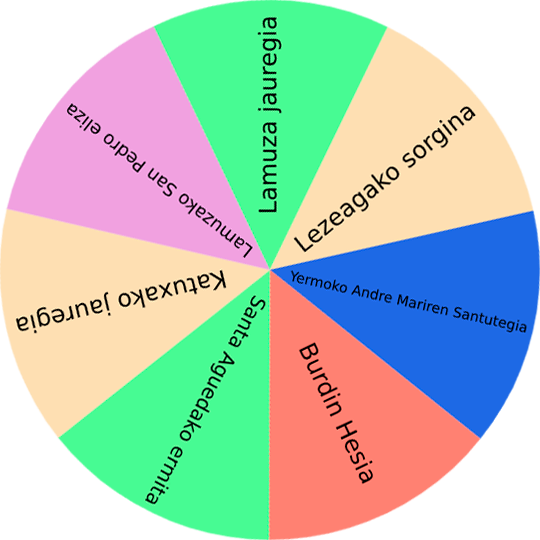 Lamuza jauregia
Lezeagako sorgina
Yermoko Andre Mariren Santutegia
Burdin Hesia
Santa Aguedako ermita
Katuxako jauregia
Lamuzako San Pedro eliza